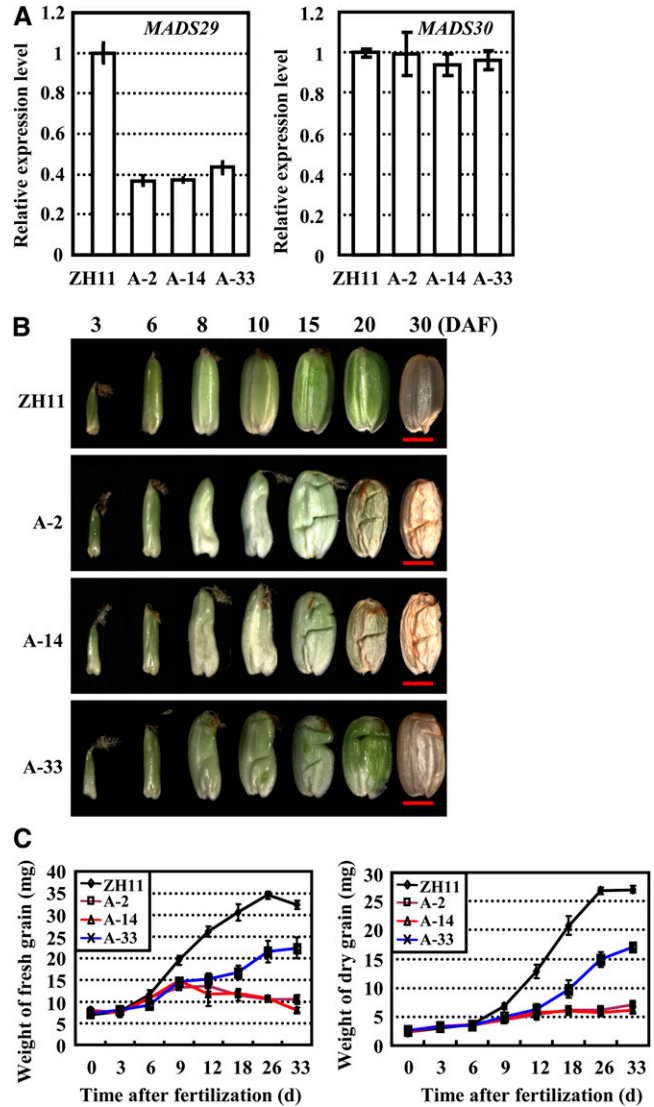 A
MADS29
Relative expression level
1.2
1
0.8
0.6
0.4
0.2
0
ZH11 A-2 A-14 A-33
MADS30
Relative expression level
1.2
1
0.8
0.6
0.4
0.2
0
ZH11 A-2 A-14 A-33
B
3 6 8 10 15 20 30 (DAF)
ZH11
A-2
A-14
A-33
C
Weight of fresh grain (mg)
40
35
30
25
20
15
10
5
0
ZH11
A-2
A-14
A-33
0 3 6 9 12 18 26 33
Time after fertilization (d)
Weight of dry grain (mg)
30
25
20
15
10
5
0
ZH11
A-2
A-14
A-33
0 3 6 9 12 18 26 33
Time after fertilization (d)